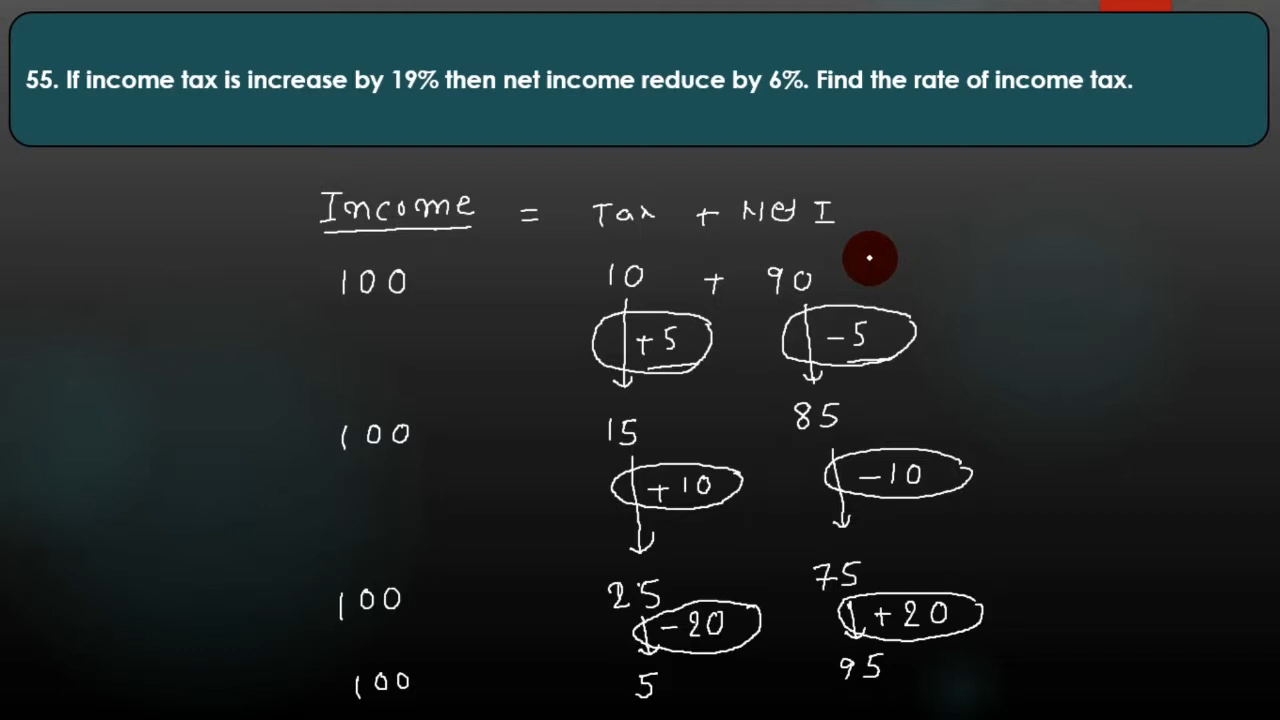 55. If income tax is increase by 19% then net income reduce by 6%. Find the rate of income tax.
Income = Tax + Net I
100 10 + 90
+5 -5
100 15 85
+10 -10
100 25 75
-20 +20
100 5 95